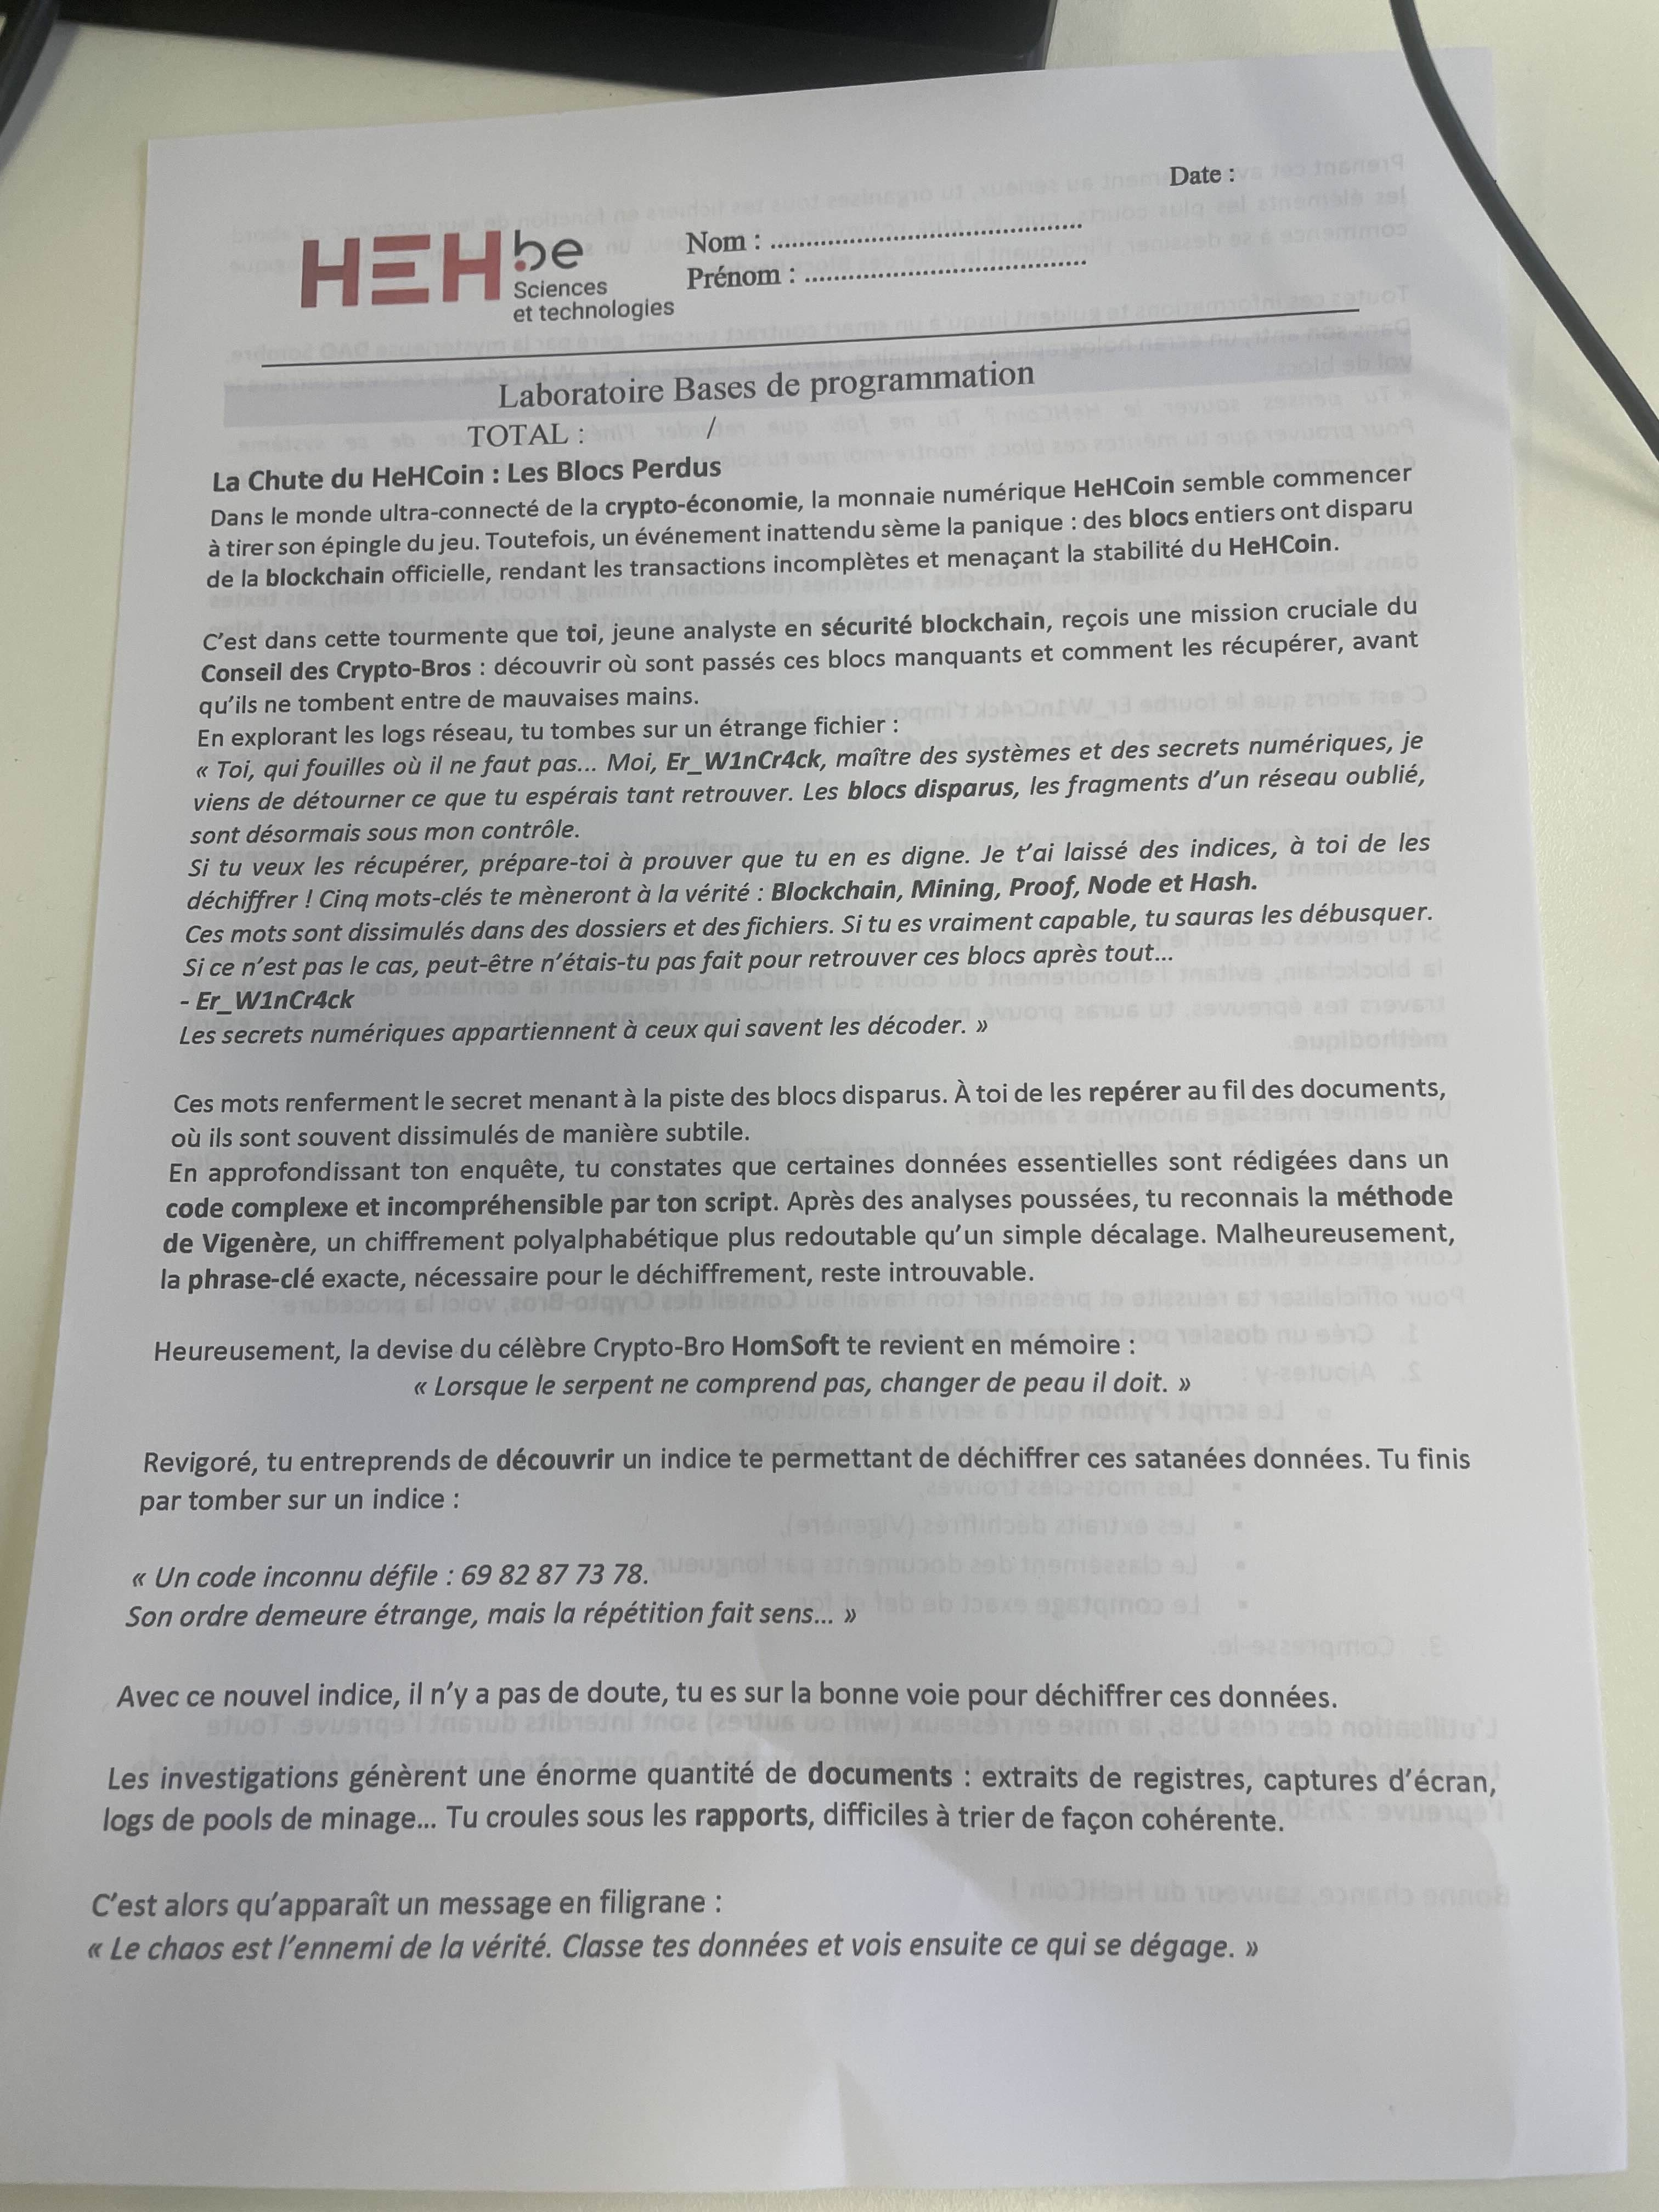 Date :
HEH.be
Sciences
et technologies
Nom : ............................................
Prénom : ........................................
Laboratoire Bases de programmation
TOTAL : /
La Chute du HeHCoin : Les Blocs Perdus
Dans le monde ultra-connecté de la crypto-économie, la monnaie numérique HeHCoin semble commencer
à tirer son épingle du jeu. Toutefois, un événement inattendu sème la panique : des blocs entiers ont disparu
de la blockchain officielle, rendant les transactions incomplètes et menaçant la stabilité du HeHCoin.
C'est dans cette tourmente que toi, jeune analyste en sécurité blockchain, reçois une mission cruciale du
Conseil des Crypto-Bros : découvrir où sont passés ces blocs manquants et comment les récupérer, avant
qu'ils ne tombent entre de mauvaises mains.
En explorant les logs réseau, tu tombes sur un étrange fichier :
« Toi, qui fouilles où il ne faut pas... Moi, Er_W1nCr4ck, maître des systèmes et des secrets numériques, je
viens de détourner ce que tu espérais tant retrouver. Les blocs disparus, les fragments d'un réseau oublié,
sont désormais sous mon contrôle.
Si tu veux les récupérer, prépare-toi à prouver que tu en es digne. Je t'ai laissé des indices, à toi de les
déchiffrer ! Cinq mots-clés te mèneront à la vérité : Blockchain, Mining, Proof, Node et Hash.
Ces mots sont dissimulés dans des dossiers et des fichiers. Si tu es vraiment capable, tu sauras les débusquer.
Si ce n'est pas le cas, peut-être n'étais-tu pas fait pour retrouver ces blocs après tout...
- Er_W1nCr4ck
Les secrets numériques appartiennent à ceux qui savent les décoder. »
Ces mots renferment le secret menant à la piste des blocs disparus. À toi de les repérer au fil des documents,
où ils sont souvent dissimulés de manière subtile.
En approfondissant ton enquête, tu constates que certaines données essentielles sont rédigées dans un
code complexe et incompréhensible par ton script. Après des analyses poussées, tu reconnais la méthode
de Vigenère, un chiffrement polyalphabétique plus redoutable qu'un simple décalage. Malheureusement,
la phrase-clé exacte, nécessaire pour le déchiffrement, reste introuvable.
Heureusement, la devise du célèbre Crypto-Bro HomSoft te revient en mémoire :
« Lorsque le serpent ne comprend pas, changer de peau il doit. »
Revigoré, tu entreprends de découvrir un indice te permettant de déchiffrer ces satanées données. Tu finis
par tomber sur un indice :
« Un code inconnu défile : 69 82 87 73 78.
Son ordre demeure étrange, mais la répétition fait sens... »
Avec ce nouvel indice, il n'y a pas de doute, tu es sur la bonne voie pour déchiffrer ces données.
Les investigations génèrent une énorme quantité de documents : extraits de registres, captures d'écran,
logs de pools de minage... Tu croules sous les rapports, difficiles à trier de façon cohérente.
C'est alors qu'apparaît un message en filigrane :
« Le chaos est l'ennemi de la vérité. Classe tes données et vois ensuite ce qui se dégage. »